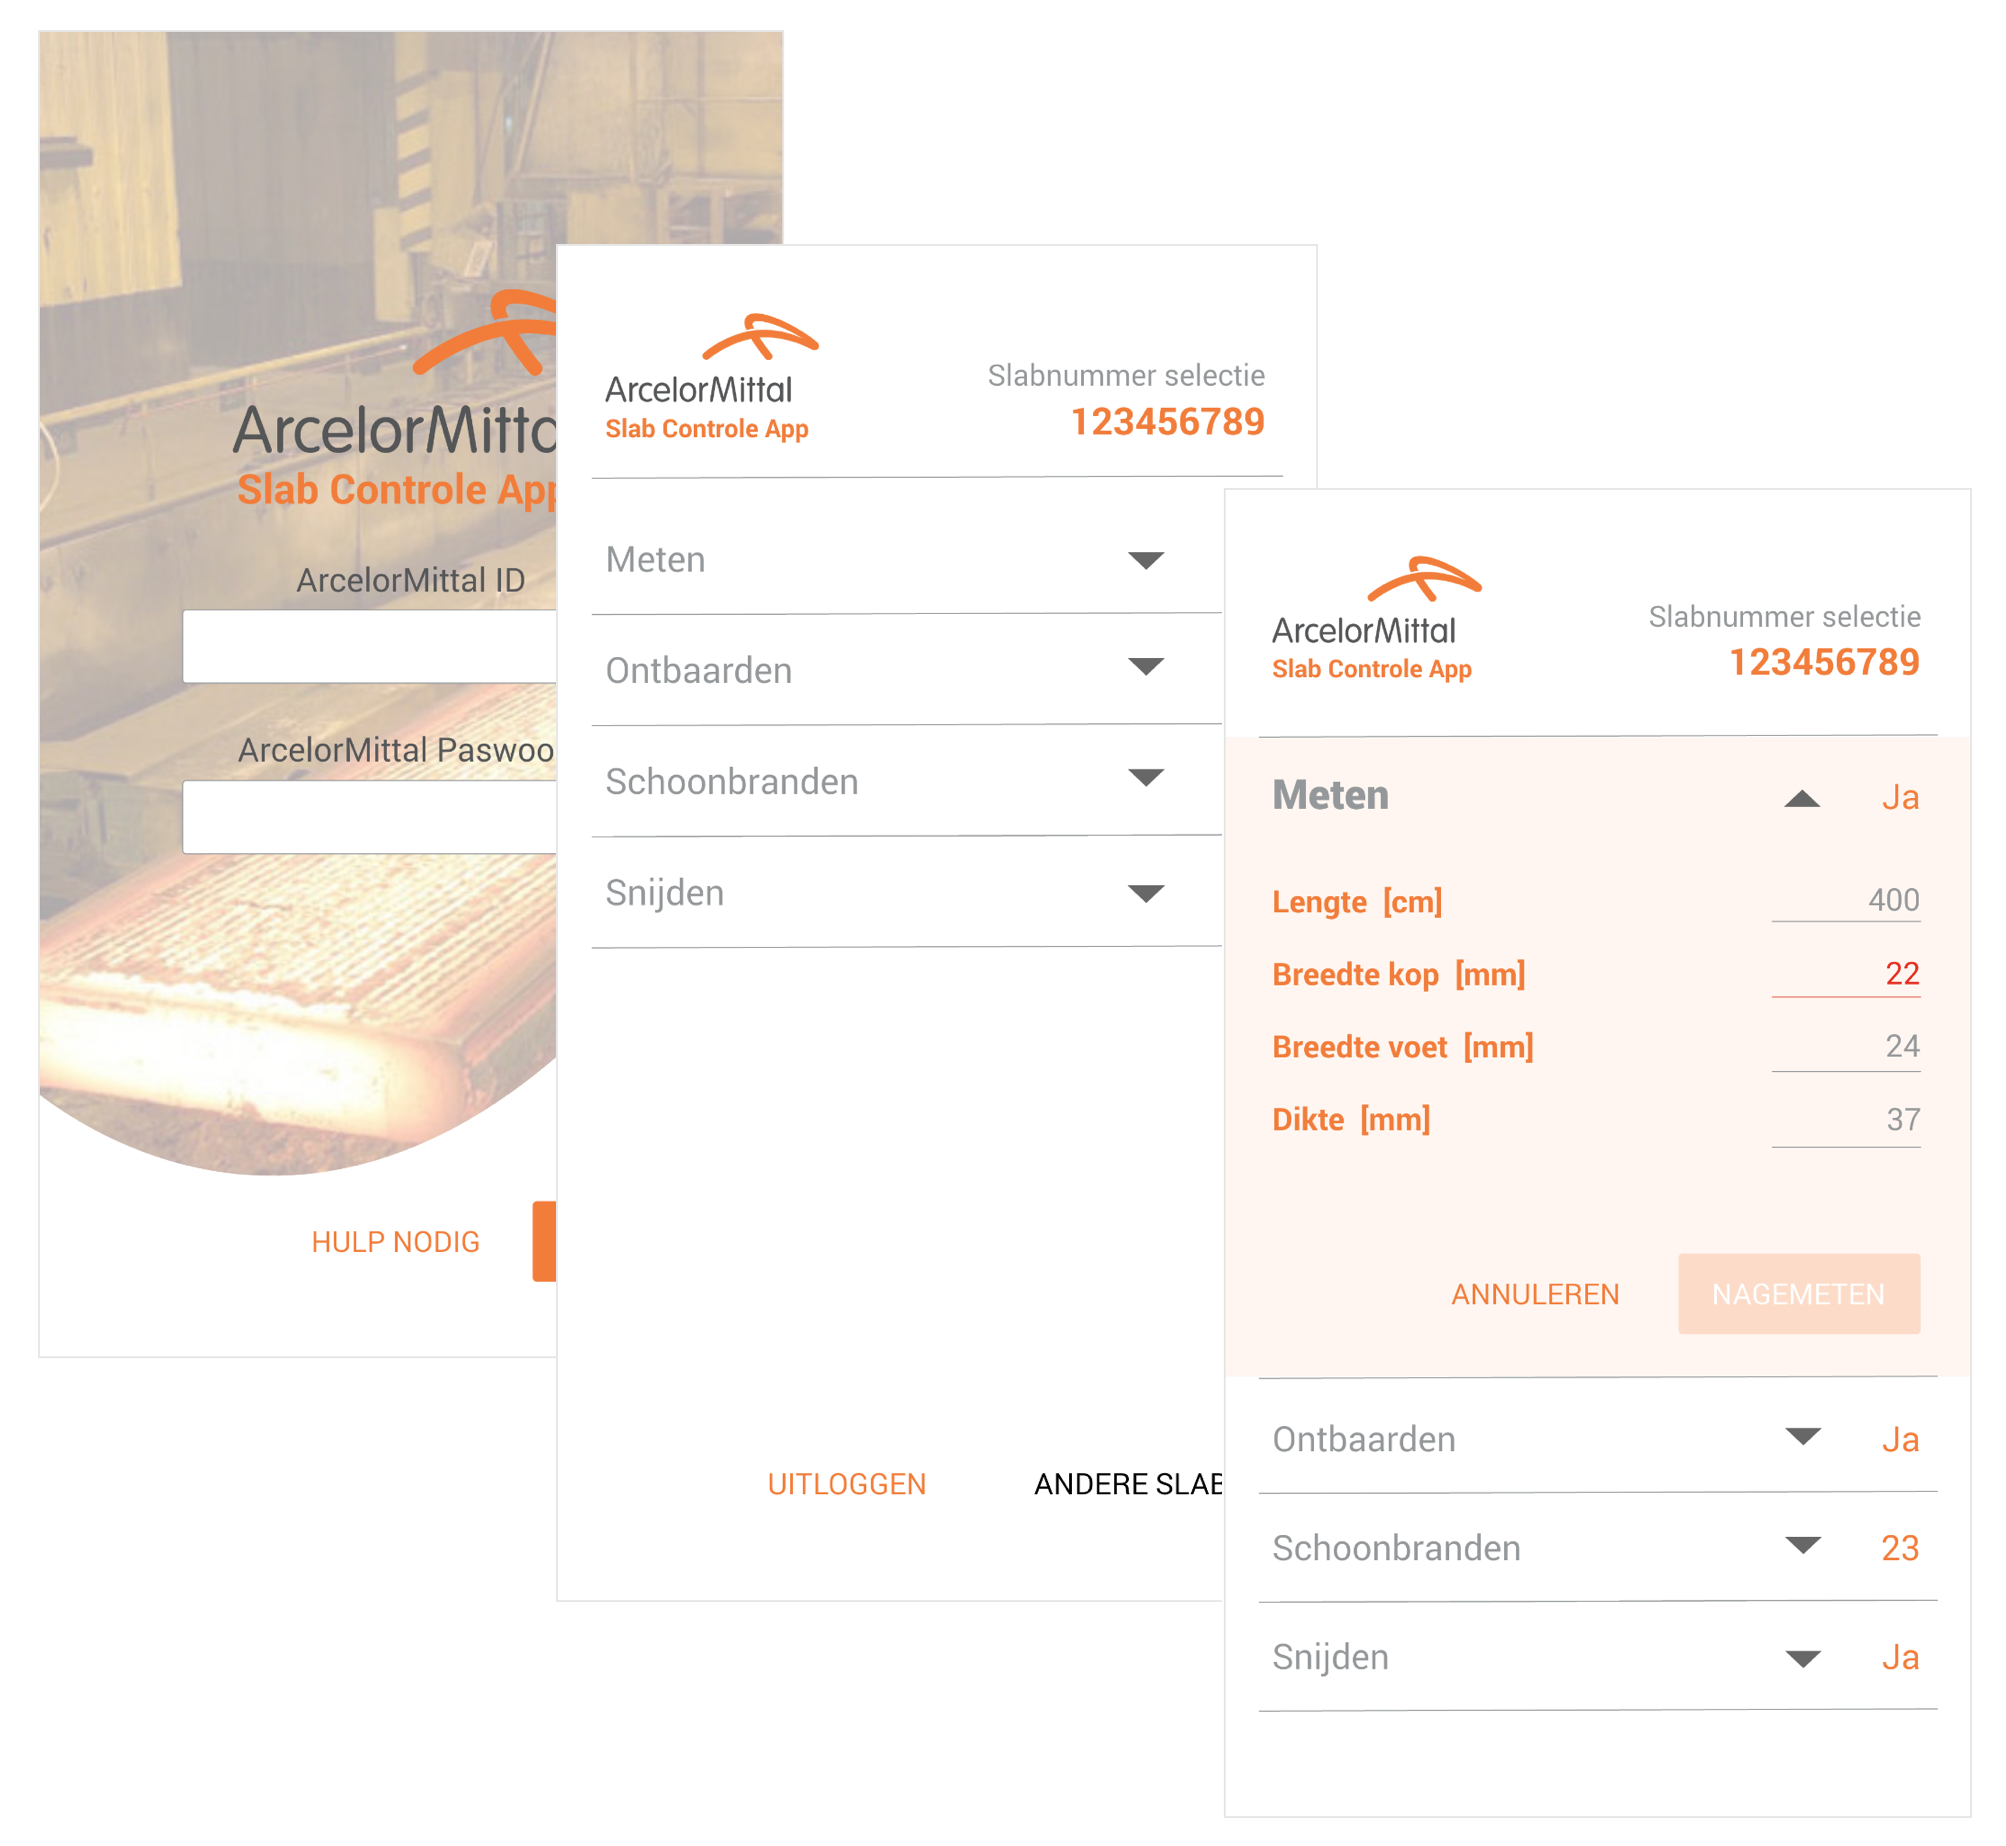 ArcelorMitta
Slab Controle App
ArcelorMittal ID
ArcelorMittal Paswoo
HULP NODIG
ArcelorMittal
Slab Controle App
Slabnummer selectie
123456789
Meten
Ontbaarden
Schoonbranden
Snijden
UITLOGGEN
ANDERE SLAB
ArcelorMittal
Slab Controle App
Slabnummer selectie
123456789
Meten Ja
Lengte [cm] 400
Breedte kop [mm] 22
Breedte voet [mm] 24
Dikte [mm] 37
ANNULEREN NAGEMETEN
Ontbaarden Ja
Schoonbranden 23
Snijden Ja